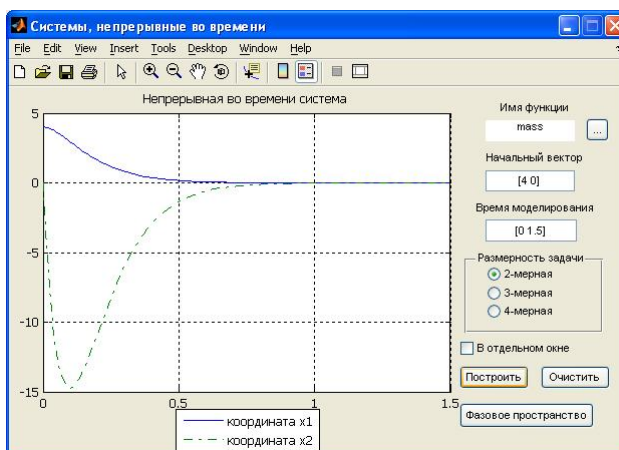 Системы, непрерывные во времени
File Edit View Insert Tools Desktop Window Help
Непрерывная во времени система
5
0
-5
-10
-15
0 0.5 1 1.5
координата x1
координата x2
Имя функции
mass
...
Начальный вектор
[4 0]
Время моделирования
[0 1.5]
Размерность задачи
2-мерная
3-мерная
4-мерная
В отдельном окне
Построить Очистить
Фазовое пространство